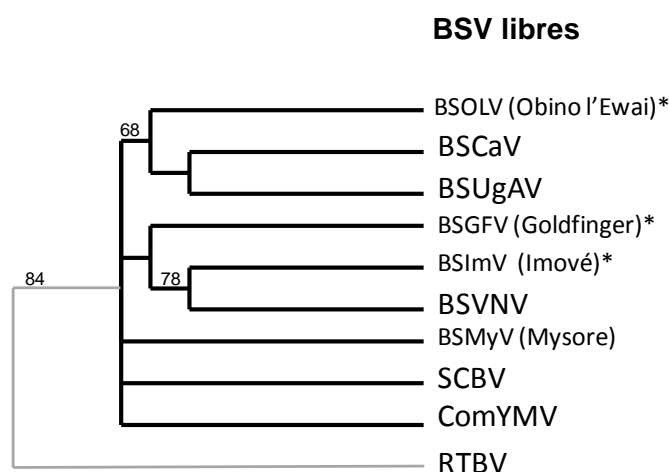 BSV libres
BSOLV (Obino l’Ewai)*
68
BSCaV
BSUgAV
BSGFV (Goldfinger)*
BSImV (Imové)*
84
78
BSVNV
BSMyV (Mysore)
SCBV
ComYMV
RTBV